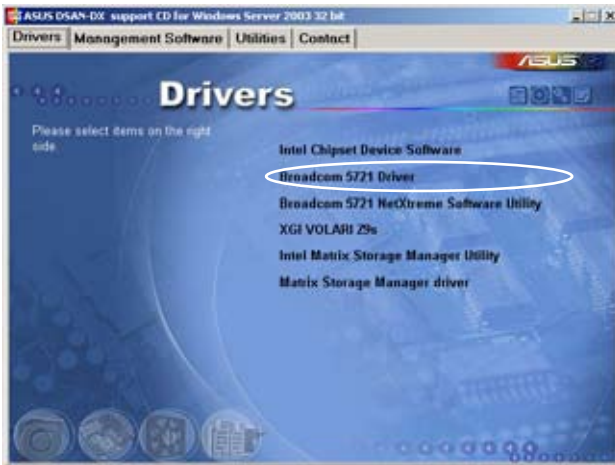 ASUS DSAN-DX support CD for Windows Server 2003 32 bit
Drivers Management Software Utilities Contact
ASUS
Drivers
Please select items on the right side.
Intel Chipset Device Software
Broadcom 5721 Driver
Broadcom 5721 NetXtreme Software Utility
XGI VOLARI Z9s
Intel Matrix Storage Manager Utility
Matrix Storage Manager driver